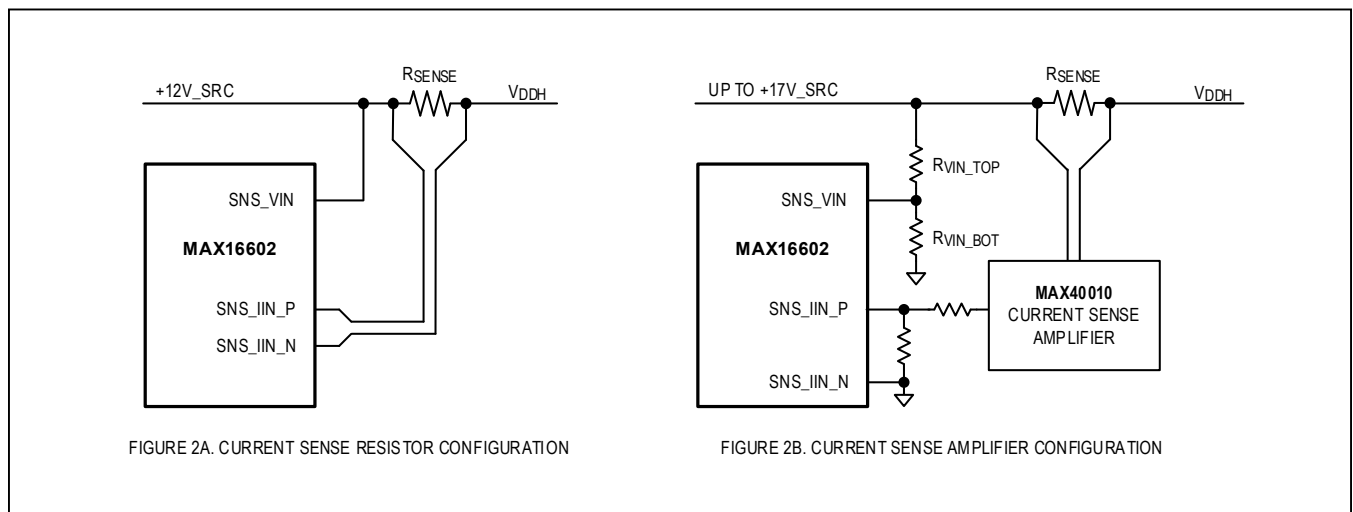 +12V_SRC
RSENSE
VDDH
SNS_VIN
MAX16602
SNS_IIN_P
SNS_IIN_N
FIGURE 2A. CURRENT SENSE RESISTOR CONFIGURATION
UP TO +17V_SRC
RSENSE
VDDH
RVIN_TOP
SNS_VIN
RVIN_BOT
MAX16602
SNS_IIN_P
SNS_IIN_N
MAX40010
CURRENT SENSE
AMPLIFIER
FIGURE 2B. CURRENT SENSE AMPLIFIER CONFIGURATION